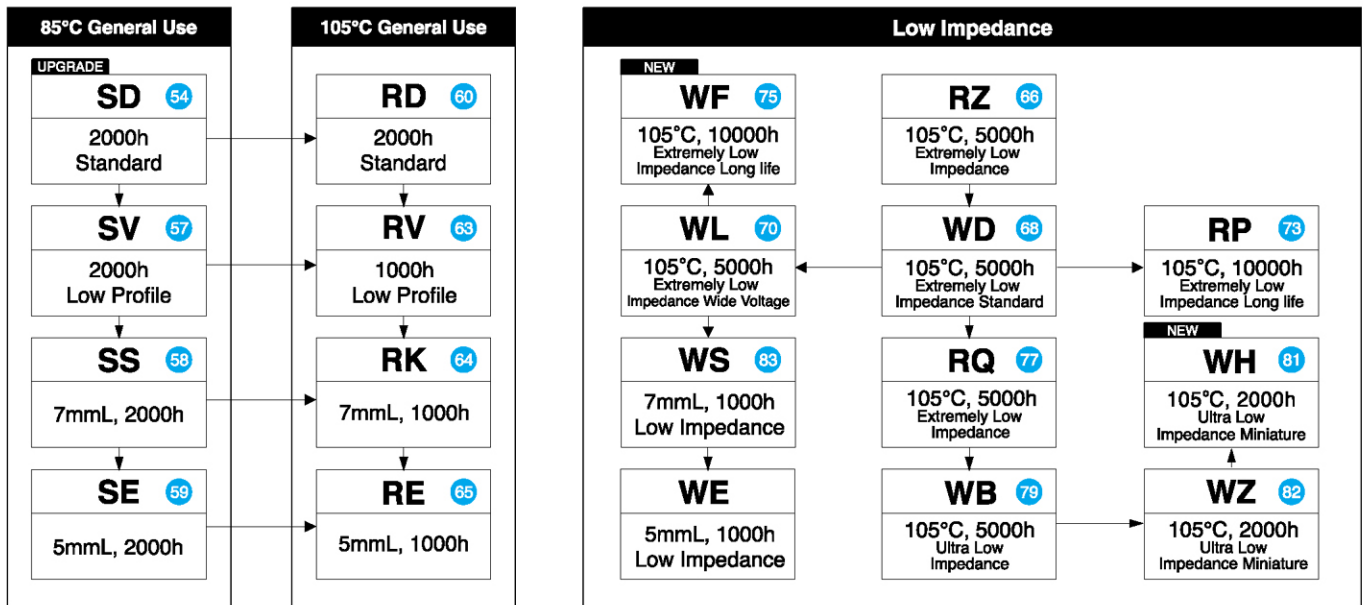 85°C General Use
UPGRADE
SD 54
2000h
Standard
SV 57
2000h
Low Profile
SS 58
7mmL, 2000h
SE 59
5mmL, 2000h
105°C General Use
RD 60
2000h
Standard
RV 63
1000h
Low Profile
RK 64
7mmL, 1000h
RE 65
5mmL, 1000h
Low Impedance
NEW
WF 75
105°C, 10000h
Extremely Low
Impedance Long life
WL 70
105°C, 5000h
Extremely Low
Impedance Wide Voltage
WS 83
7mmL, 1000h
Low Impedance
WE
5mmL, 1000h
Low Impedance
RZ 66
105°C, 5000h
Extremely Low
Impedance
WD 68
105°C, 5000h
Extremely Low
Impedance Standard
RQ 77
105°C, 5000h
Extremely Low
Impedance
WB 79
105°C, 5000h
Ultra Low
Impedance
RP 73
105°C, 10000h
Extremely Low
Impedance Long life
NEW
WH 81
105°C, 2000h
Ultra Low
Impedance Miniature
WZ 82
105°C, 2000h
Ultra Low
Impedance Miniature